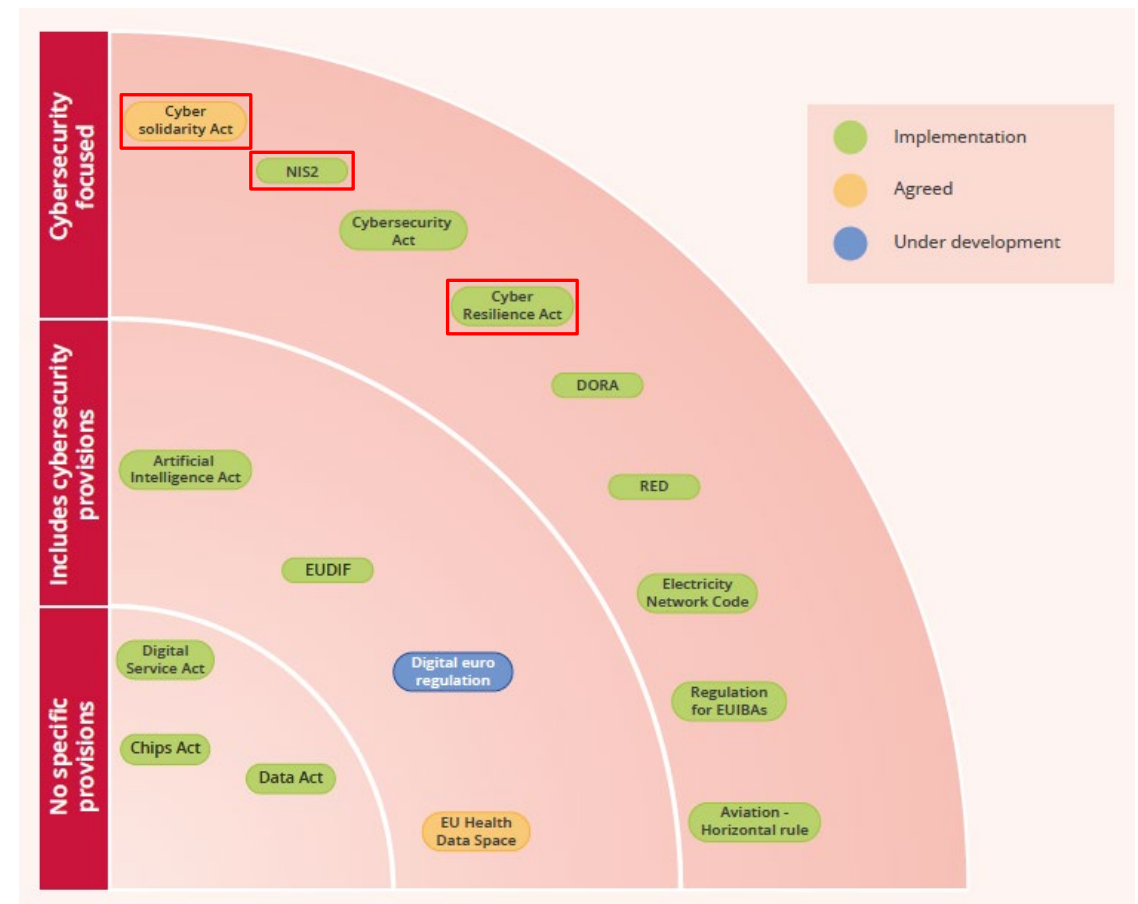 Cybersecurity
focused
Includes cybersecurity
provisions
No specific
provisions
Cyber
solidarity Act
NIS2
Cybersecurity
Act
Cyber
Resilience Act
DORA
RED
Electricity
Network Code
Regulation
for EUIBAs
Aviation -
Horizontal rule
Artificial
Intelligence Act
EUDIF
Digital euro
regulation
EU Health
Data Space
Digital
Service Act
Chips Act
Data Act
Implementation
Agreed
Under development